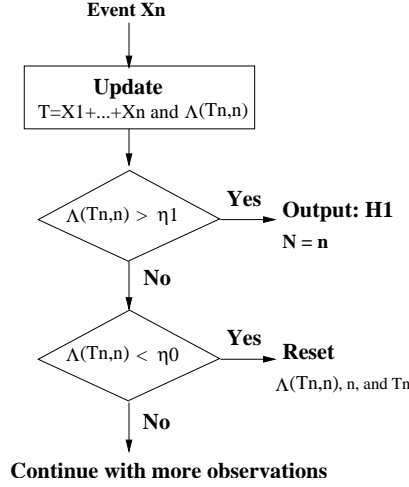 Event Xn
Update
T=X1+...+Xn and Λ(Tn,n)
Λ(Tn,n) > η1
Yes
Output: H1
N = n
No
Λ(Tn,n) < η0
Yes
Reset
Λ(Tn,n), n, and Tn
No
Continue with more observations